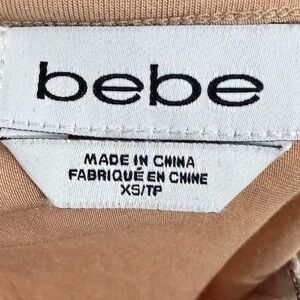 bebe
MADE IN CHINA
FABRIQUÉ EN CHINE
XS/TP